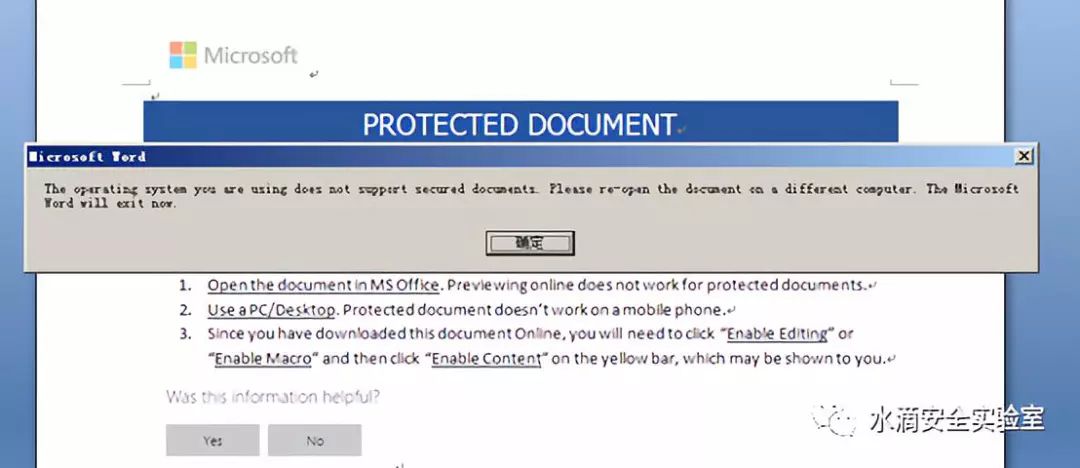 Microsoft
PROTECTED DOCUMENT
Microsoft Word
The operating system you are using does not support secured documents. Please re-open the document on a different computer. The Microsoft
Word will exit now.
确定
1. Open the document in MS Office. Previewing online does not work for protected documents.
2. Use a PC/Desktop. Protected document doesn't work on a mobile phone.
3. Since you have downloaded this document Online, you will need to click “Enable Editing” or
“Enable Macro” and then click “Enable Content” on the yellow bar, which may be shown to you.
Was this information helpful?
Yes No
水滴安全实验室